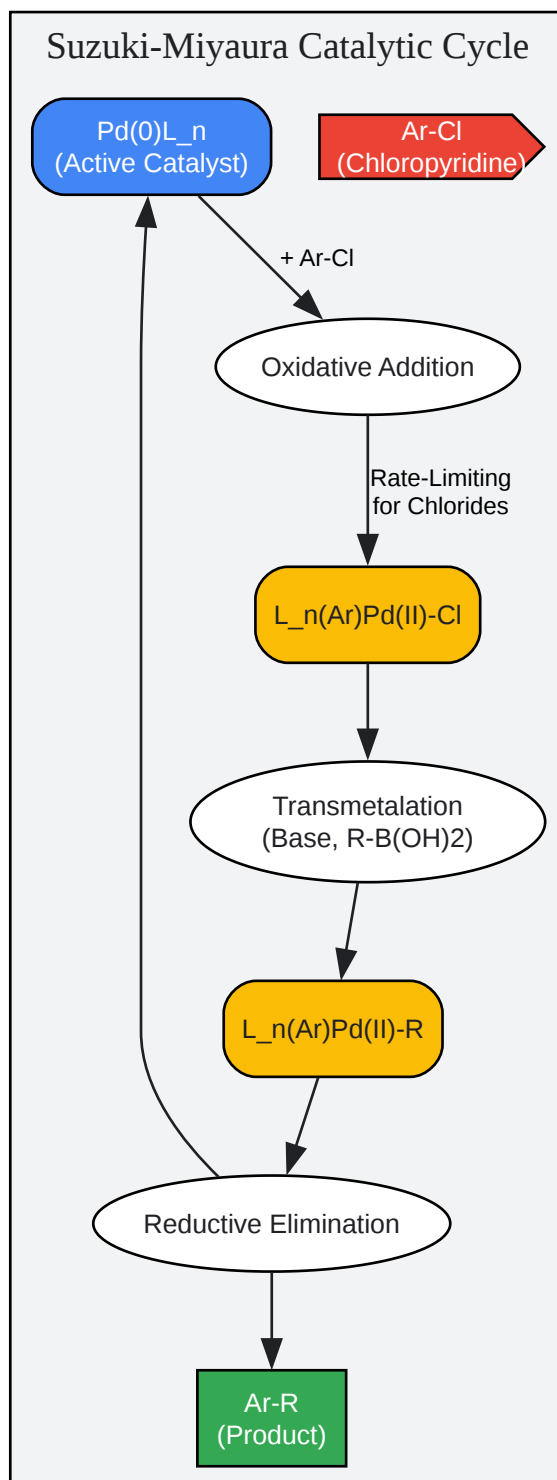 Suzuki-Miyaura Catalytic Cycle
Pd(0)L_n
(Active Catalyst)
Ar-Cl
(Chloropyridine)
+ Ar-Cl
Oxidative Addition
Rate-Limiting
for Chlorides
L_n(Ar)Pd(II)-Cl
Transmetalation
(Base, R-B(OH)2)
L_n(Ar)Pd(II)-R
Reductive Elimination
Ar-R
(Product)